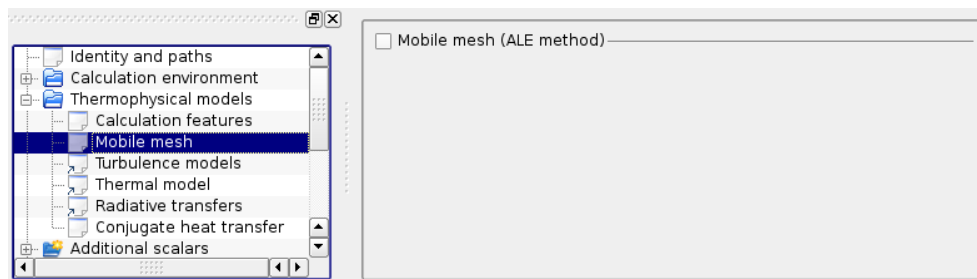 Identity and paths
Calculation environment
Thermophysical models
Calculation features
Mobile mesh
Turbulence models
Thermal model
Radiative transfers
Conjugate heat transfer
Additional scalars
Mobile mesh (ALE method)